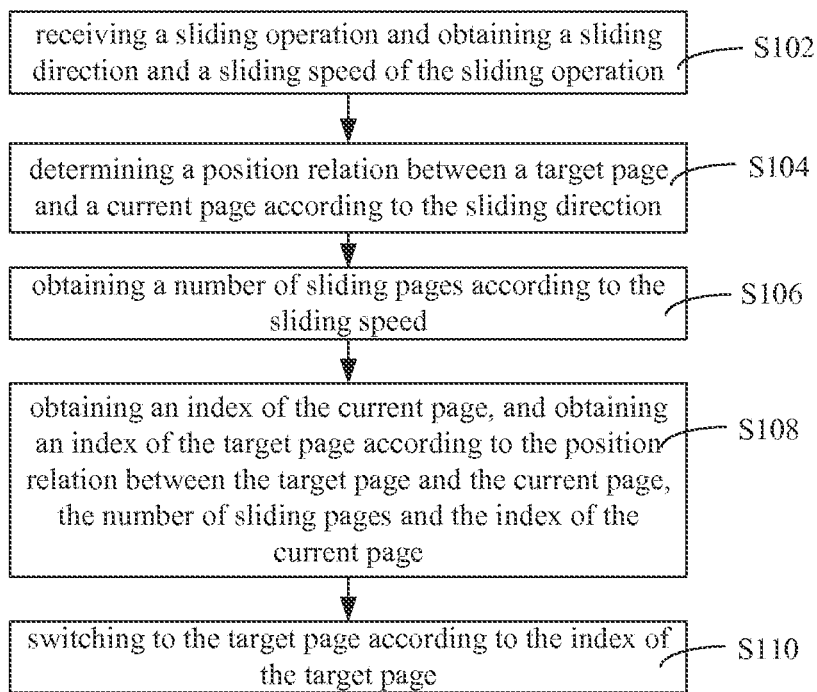 receiving a sliding operation and obtaining a sliding
direction and a sliding speed of the sliding operation
S102
determining a position relation between a target page
and a current page according to the sliding direction
S104
obtaining a number of sliding pages according to the
sliding speed
S106
obtaining an index of the current page, and obtaining
an index of the target page according to the position
relation between the target page and the current page,
the number of sliding pages and the index of the
current page
S108
switching to the target page according to the index of
the target page
S110